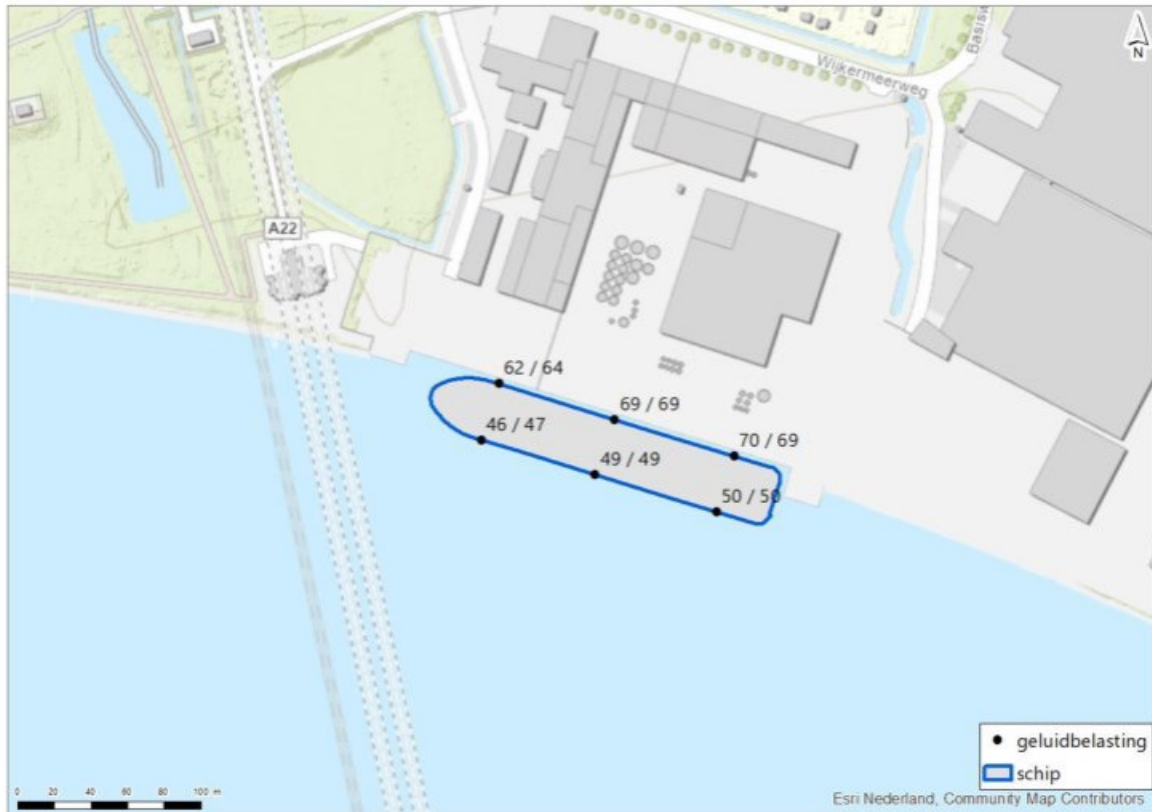 N
Wijkermeerweg
Basisw
A22
62 / 64
69 / 69
46 / 47
70 / 69
49 / 49
50 / 50
geluidbelasting
schip
0 20 40 60 80 100 m
Esri Nederland, Community Map Contributors